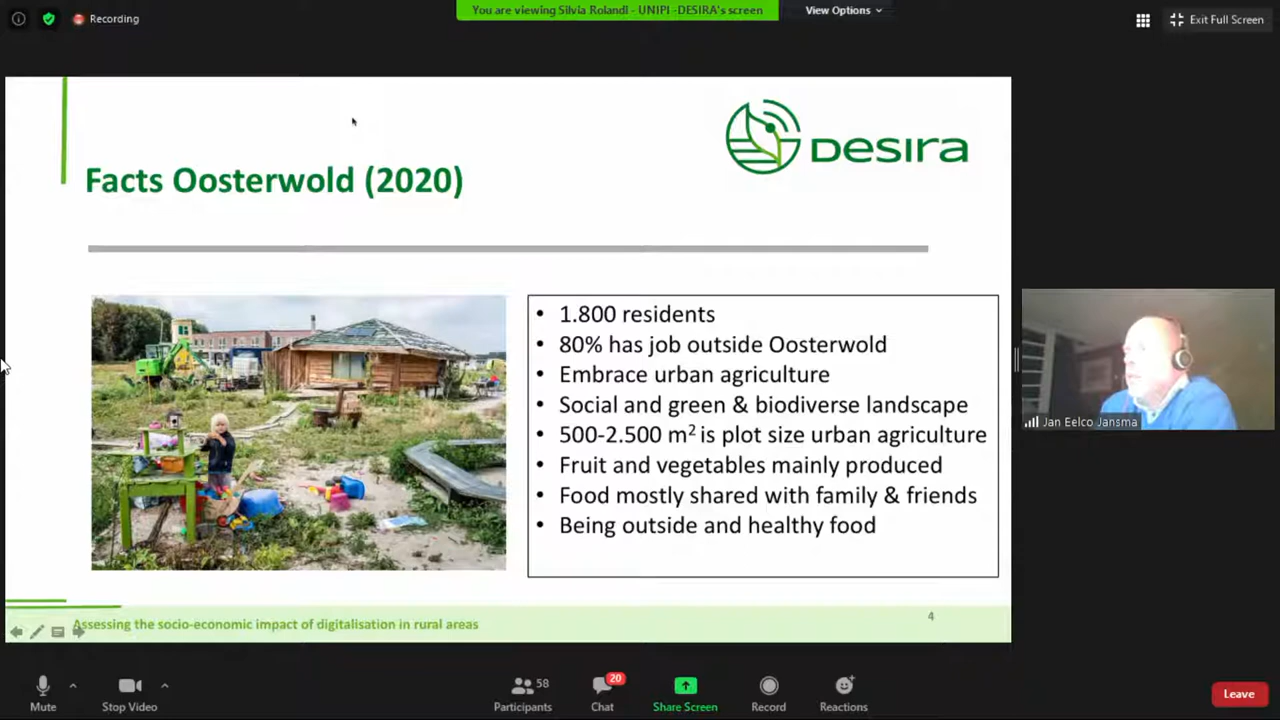 Recording
You are viewing Silvia Rolandi - UNIPI -DESIRA's screen
View Options
Exit Full Screen
Desira
Facts Oosterwold (2020)
• 1.800 residents
• 80% has job outside Oosterwold
• Embrace urban agriculture
• Social and green & biodiverse landscape
• 500-2.500 m² is plot size urban agriculture
• Fruit and vegetables mainly produced
• Food mostly shared with family & friends
• Being outside and healthy food
Jan Eelco Jansma
Assessing the socio-economic impact of digitalisation in rural areas
4
Mute
Stop Video
58
Participants
20
Chat
Share Screen
Record
Reactions
Leave